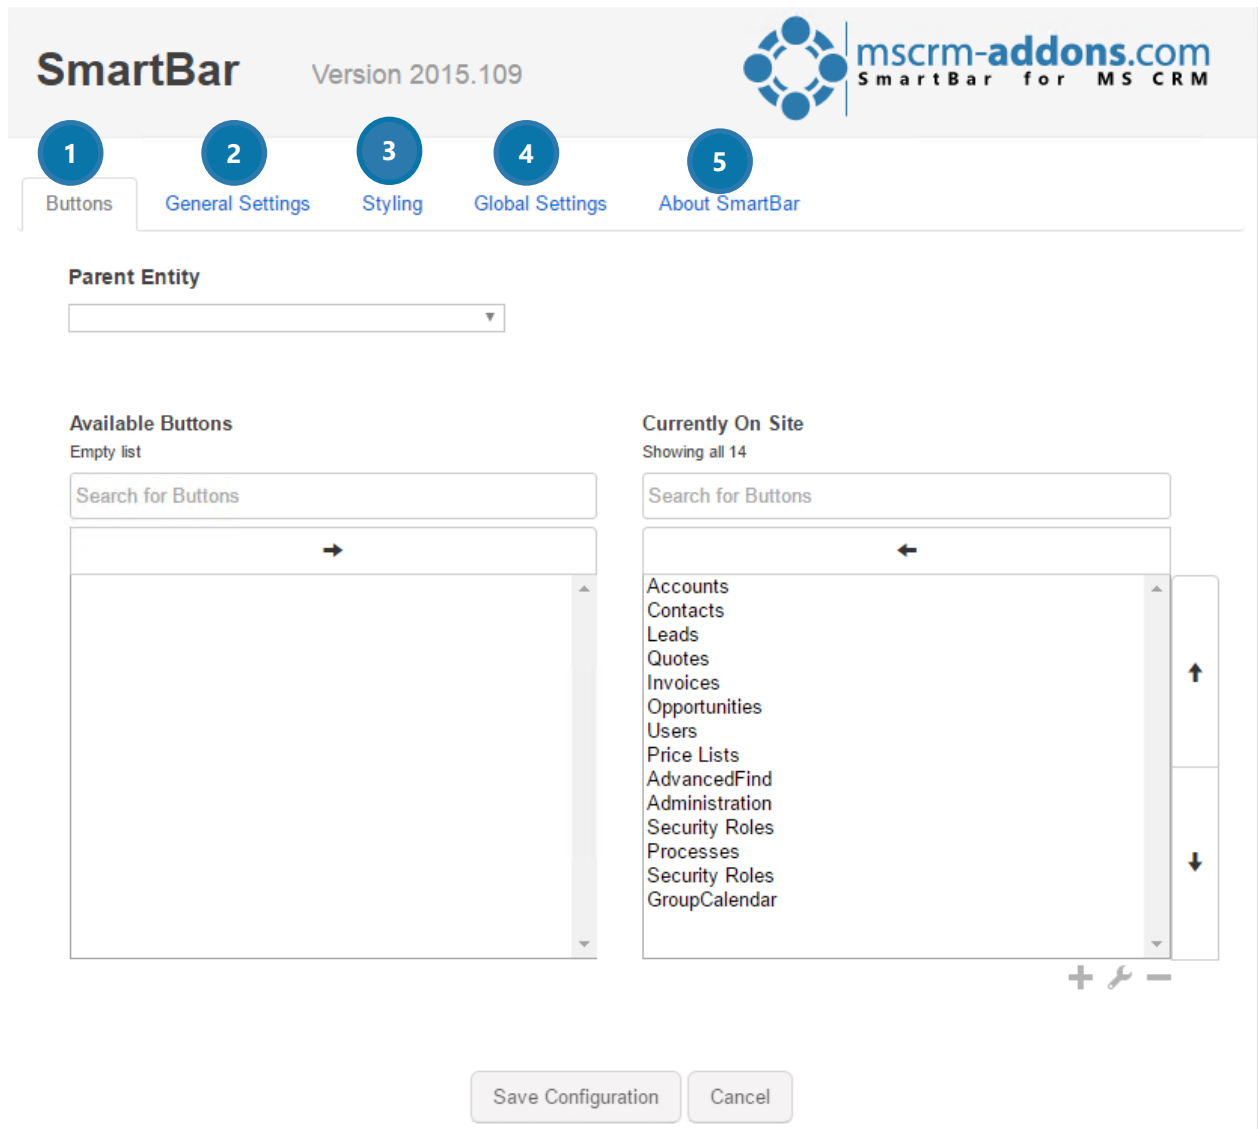 SmartBar
Version 2015.109
mscrm-addons.com
SmartBar for MS CRM
1
2
3
4
5
Buttons
General Settings
Styling
Global Settings
About SmartBar
Parent Entity
Available Buttons
Empty list
Search for Buttons
Currently On Site
Showing all 14
Search for Buttons
Accounts
Contacts
Leads
Quotes
Invoices
Opportunities
Users
Price Lists
AdvancedFind
Administration
Security Roles
Processes
Security Roles
GroupCalendar
Save Configuration
Cancel